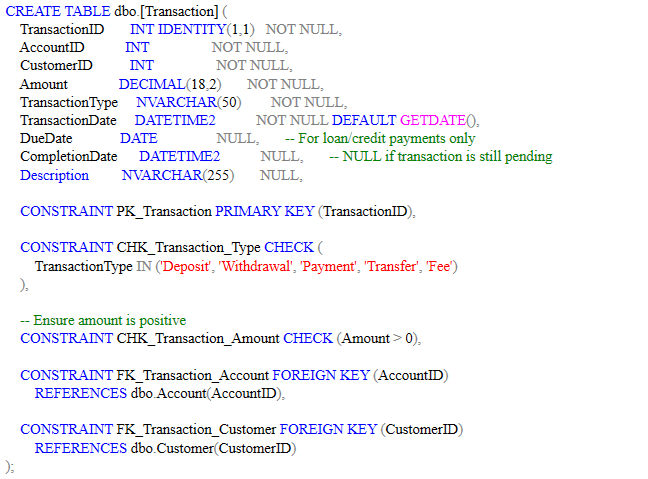 CREATE TABLE dbo.[Transaction] (
TransactionID INT IDENTITY(1,1) NOT NULL,
AccountID INT NOT NULL,
CustomerID INT NOT NULL,
Amount DECIMAL(18,2) NOT NULL,
TransactionType NVARCHAR(50) NOT NULL,
TransactionDate DATETIME2 NOT NULL DEFAULT GETDATE(),
DueDate DATE NULL, -- For loan/credit payments only
CompletionDate DATETIME2 NULL, -- NULL if transaction is still pending
Description NVARCHAR(255) NULL,
CONSTRAINT PK_Transaction PRIMARY KEY (TransactionID),
CONSTRAINT CHK_Transaction_Type CHECK (
TransactionType IN ('Deposit', 'Withdrawal', 'Payment', 'Transfer', 'Fee')
),
-- Ensure amount is positive
CONSTRAINT CHK_Transaction_Amount CHECK (Amount > 0),
CONSTRAINT FK_Transaction_Account FOREIGN KEY (AccountID)
REFERENCES dbo.Account(AccountID),
CONSTRAINT FK_Transaction_Customer FOREIGN KEY (CustomerID)
REFERENCES dbo.Customer(CustomerID)
);